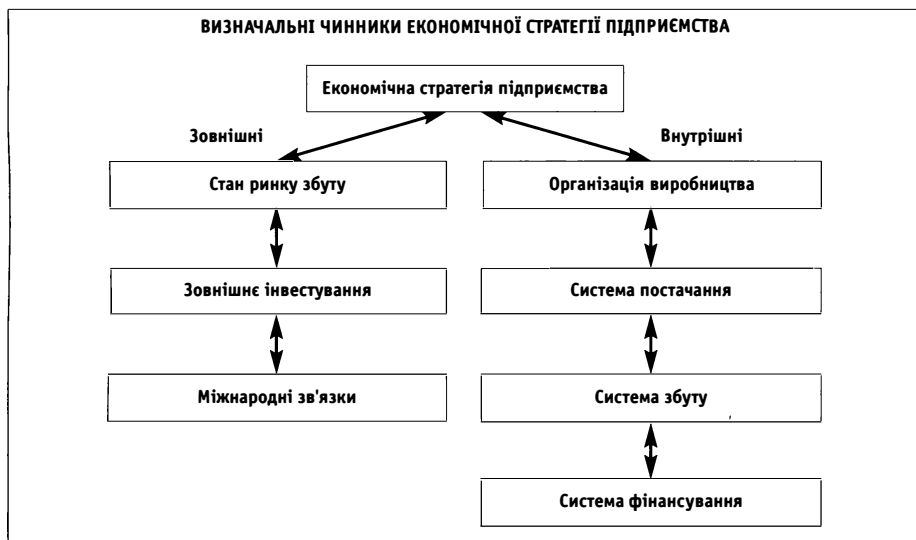 ВИЗНАЧАЛЬНІ ЧИННИКИ ЕКОНОМІЧНОЇ СТРАТЕГІЇ ПІДПРИЄМСТВА
Економічна стратегія підприємства
Зовнішні
Внутрішні
Стан ринку збуту
Організація виробництва
Зовнішнє інвестування
Система постачання
Міжнародні зв'язки
Система збуту
Система фінансування